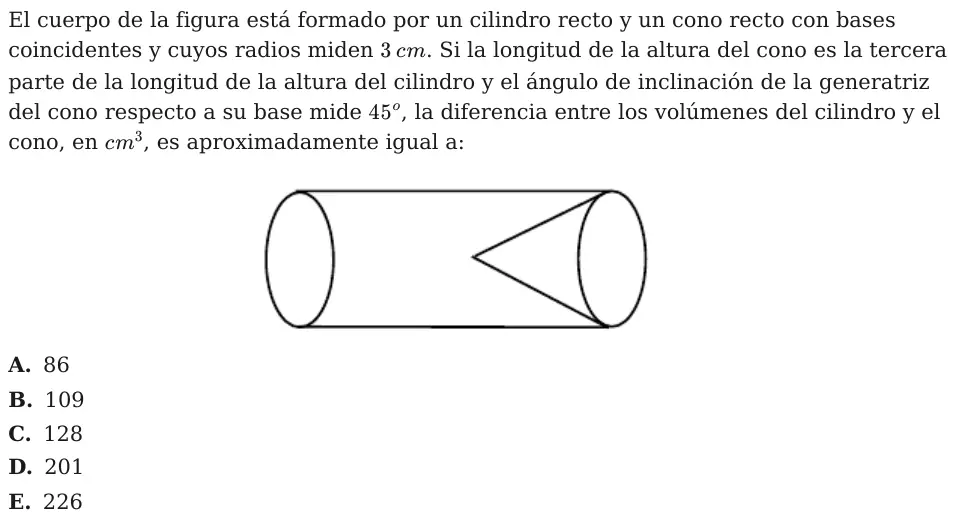 El cuerpo de la figura está formado por un cilindro recto y un cono recto con bases
coincidentes y cuyos radios miden 3 cm. Si la longitud de la altura del cono es la tercera
parte de la longitud de la altura del cilindro y el ángulo de inclinación de la generatriz
del cono respecto a su base mide 45º, la diferencia entre los volúmenes del cilindro y el
cono, en cm³, es aproximadamente igual a:
A. 86
B. 109
C. 128
D. 201
E. 226